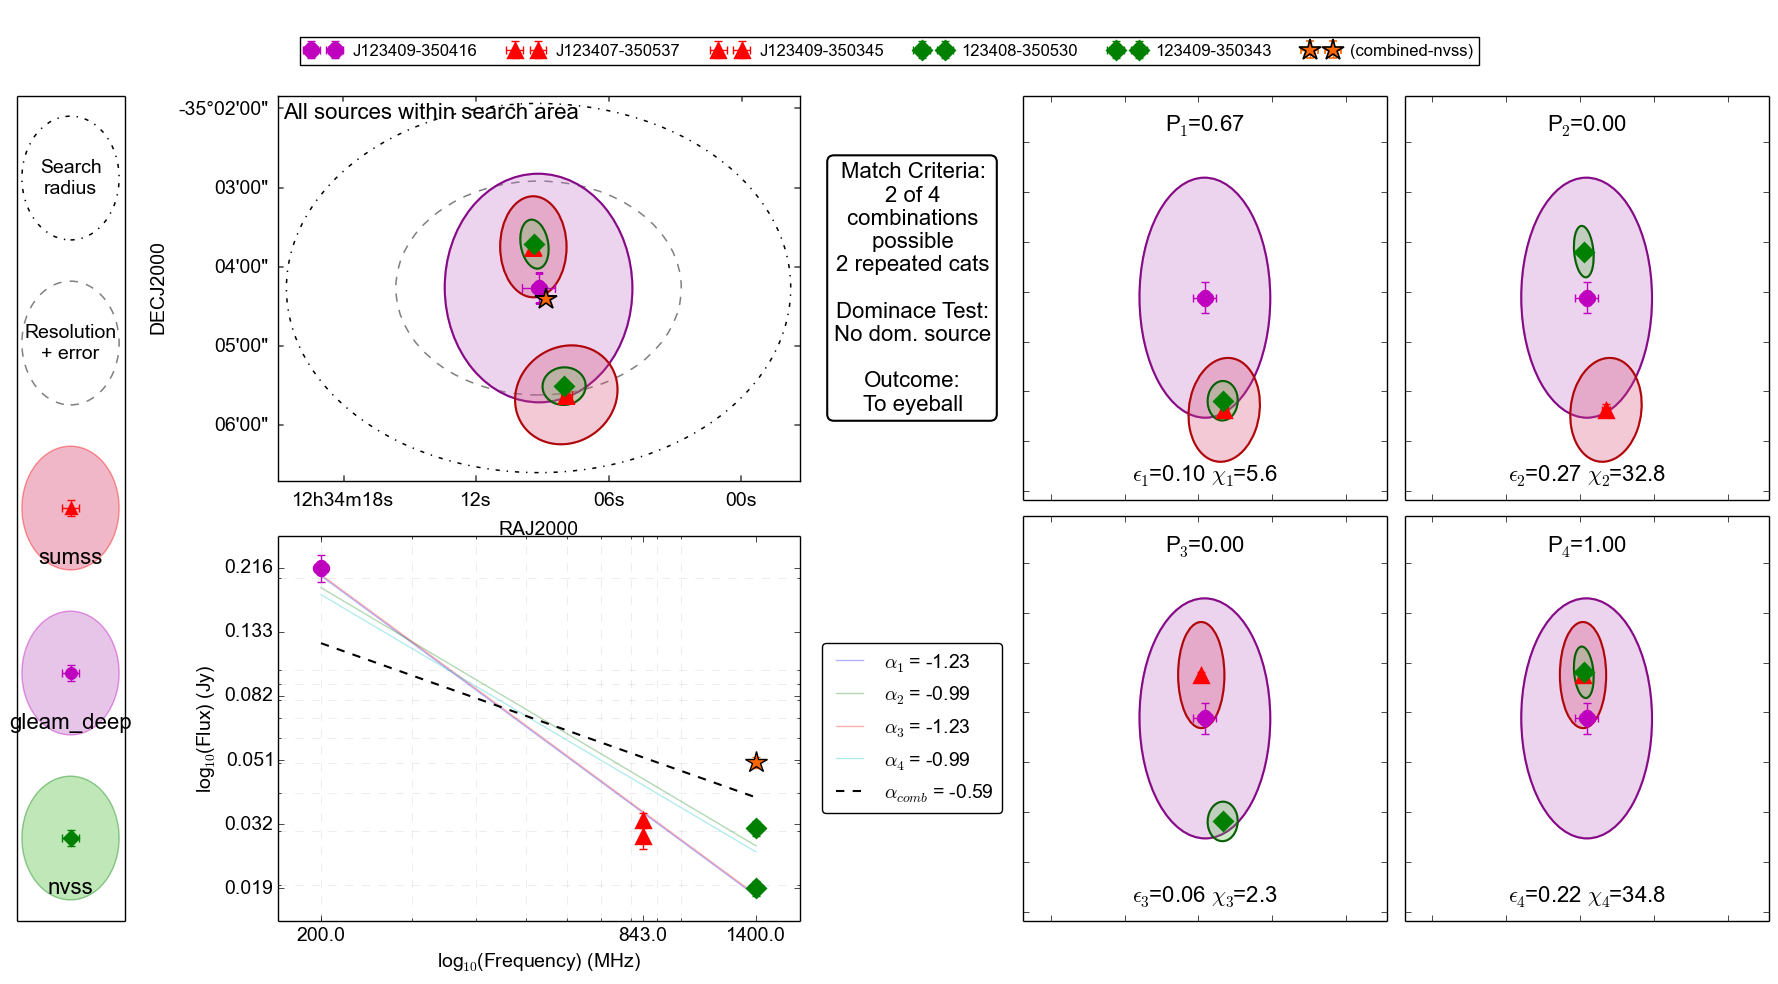 J123409-350416
J123407-350537
J123409-350345
123408-350530
123409-350343
(combined-nvss)
Search
radius
Resolution
+ error
sumss
gleam_deep
nvss
All sources within search area
-35°02'00"
03'00"
04'00"
05'00"
06'00"
DECJ2000
12h34m18s
12s
06s
00s
RAJ2000
Match Criteria:
2 of 4
combinations
possible
2 repeated cats
Dominace Test:
No dom. source
Outcome:
To eyeball
P₁=0.67
ϵ₁=0.10 χ₁=5.6
P₂=0.00
ϵ₂=0.27 χ₂=32.8
0.216
0.133
0.082
0.051
0.032
0.019
log₁₀(Flux) (Jy)
200.0
843.0
1400.0
log₁₀(Frequency) (MHz)
α₁ = -1.23
α₂ = -0.99
α₃ = -1.23
α₄ = -0.99
α_comb = -0.59
P₃=0.00
ϵ₃=0.06 χ₃=2.3
P₄=1.00
ϵ₄=0.22 χ₄=34.8